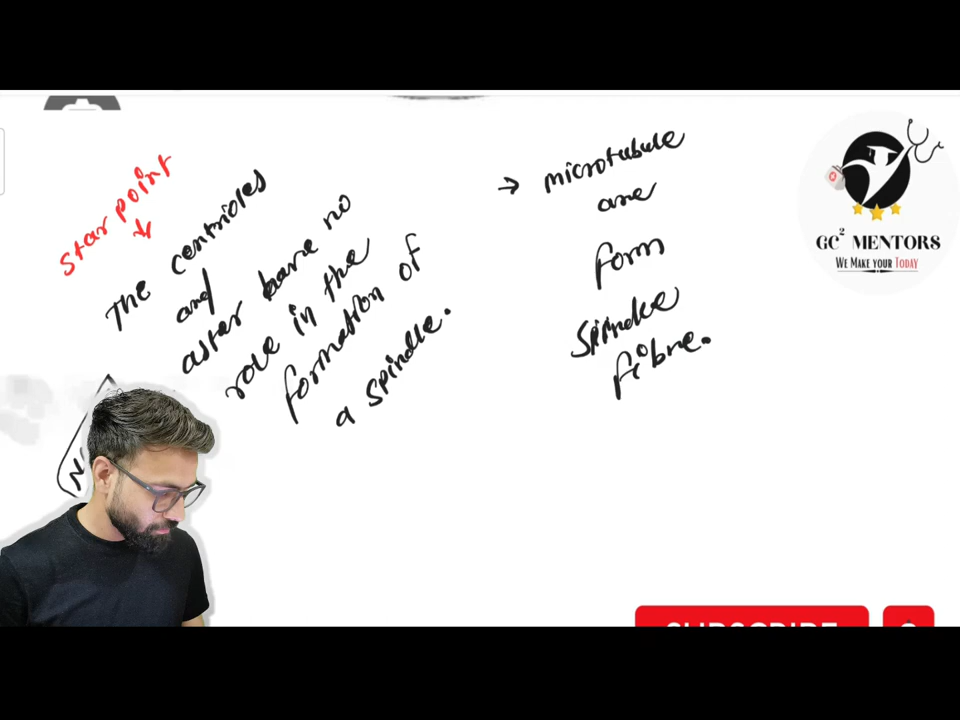 star point
The centrioles
and
aster have no
role in the
formation of
a spindle.
→ microtubule
are
form
spindle
fibre.
GC² MENTORS
WE MAKE YOUR TODAY
SUBSCRIBE